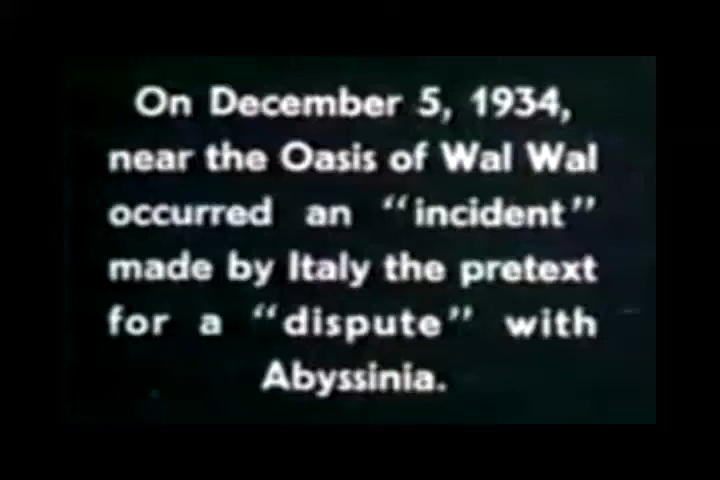 On December 5, 1934,
near the Oasis of Wal Wal
occurred an “incident”
made by Italy the pretext
for a “dispute” with
Abyssinia.